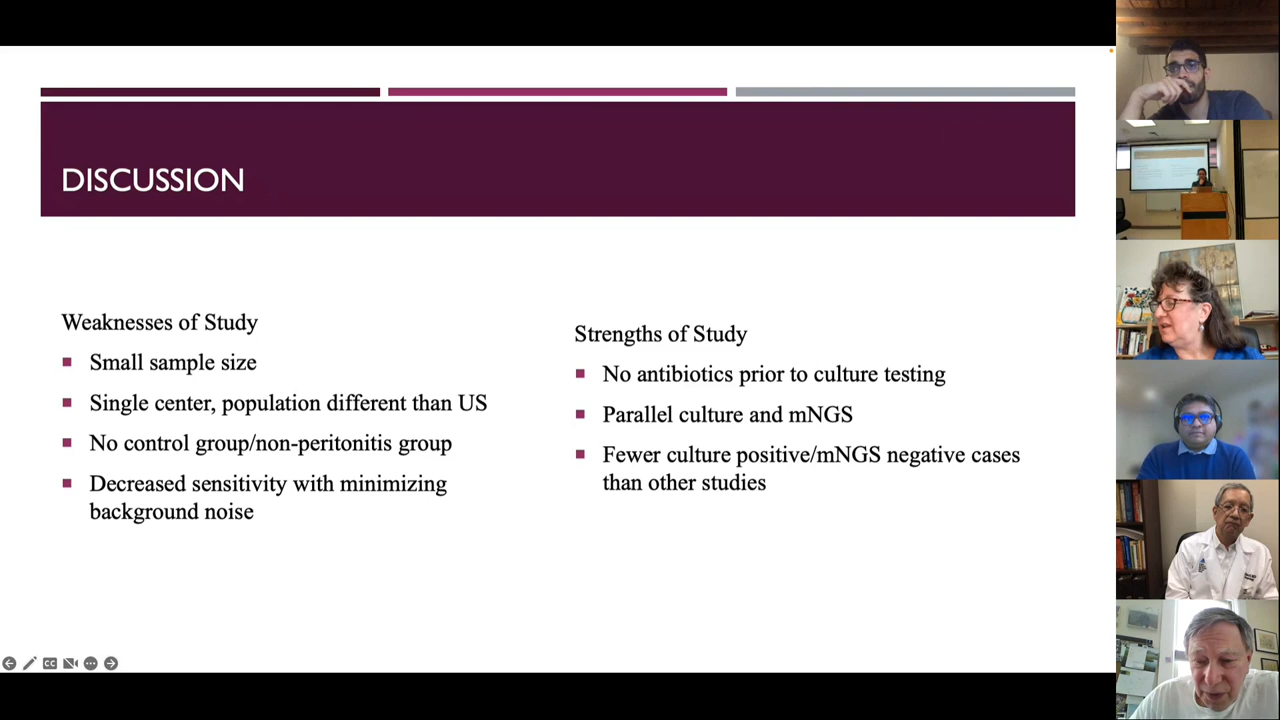 DISCUSSION
Weaknesses of Study
Small sample size
Single center, population different than US
No control group/non-peritonitis group
Decreased sensitivity with minimizing
background noise
Strengths of Study
No antibiotics prior to culture testing
Parallel culture and mNGS
Fewer culture positive/mNGS negative cases
than other studies
CC